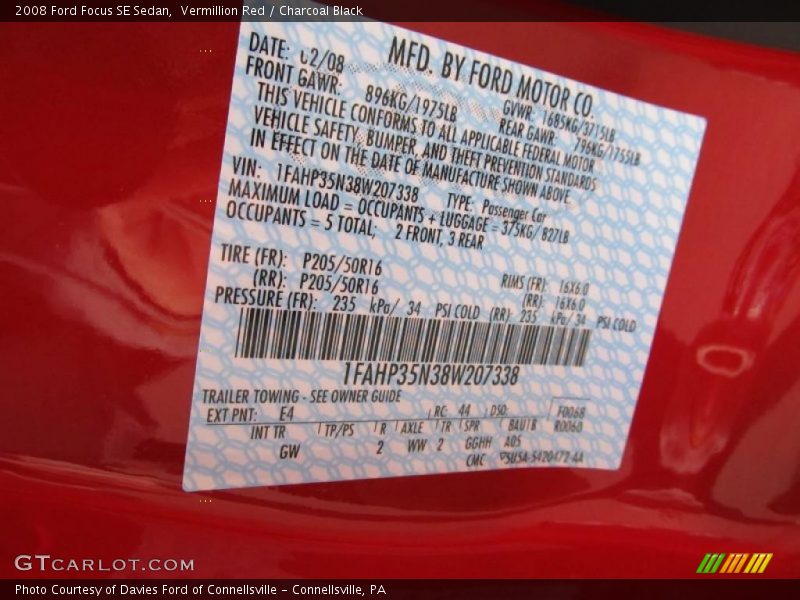 2008 Ford Focus SE Sedan,  Vermillion Red / Charcoal Black
DATE: 02/08
MFD. BY FORD MOTOR CO.
FRONT GAWR: 896KG/1975LB
GVWR: 1685KG/3715LB
REAR GAWR: 796KG/1755LB
THIS VEHICLE CONFORMS TO ALL APPLICABLE FEDERAL MOTOR
VEHICLE SAFETY, BUMPER, AND THEFT PREVENTION STANDARDS
IN EFFECT ON THE DATE OF MANUFACTURE SHOWN ABOVE.
VIN: 1FAHP35N38W207338 TYPE: Passenger Car
MAXIMUM LOAD = OCCUPANTS + LUGGAGE = 375KG/ 827LB
OCCUPANTS = 5 TOTAL; 2 FRONT, 3 REAR
TIRE (FR): P205/50R16 RIMS (FR): 16X6.0
(RR): P205/50R16 (RR): 16X6.0
PRESSURE (FR): 235 kPa/ 34 PSI COLD (RR): 235 kPa/ 34 PSI COLD
1FAHP35N38W207338
TRAILER TOWING - SEE OWNER GUIDE
EXT PNT: E4 RC: 44 DSO: F0068
R0060
INT TR TP/PS R AXLE TR SPR BAUTB
GW 2 WW 2 GGHH A05
CMC 5U5A-5420472-AA
GTCARLOT.COM
Photo Courtesy of Davies Ford of Connellsville – Connellsville, PA